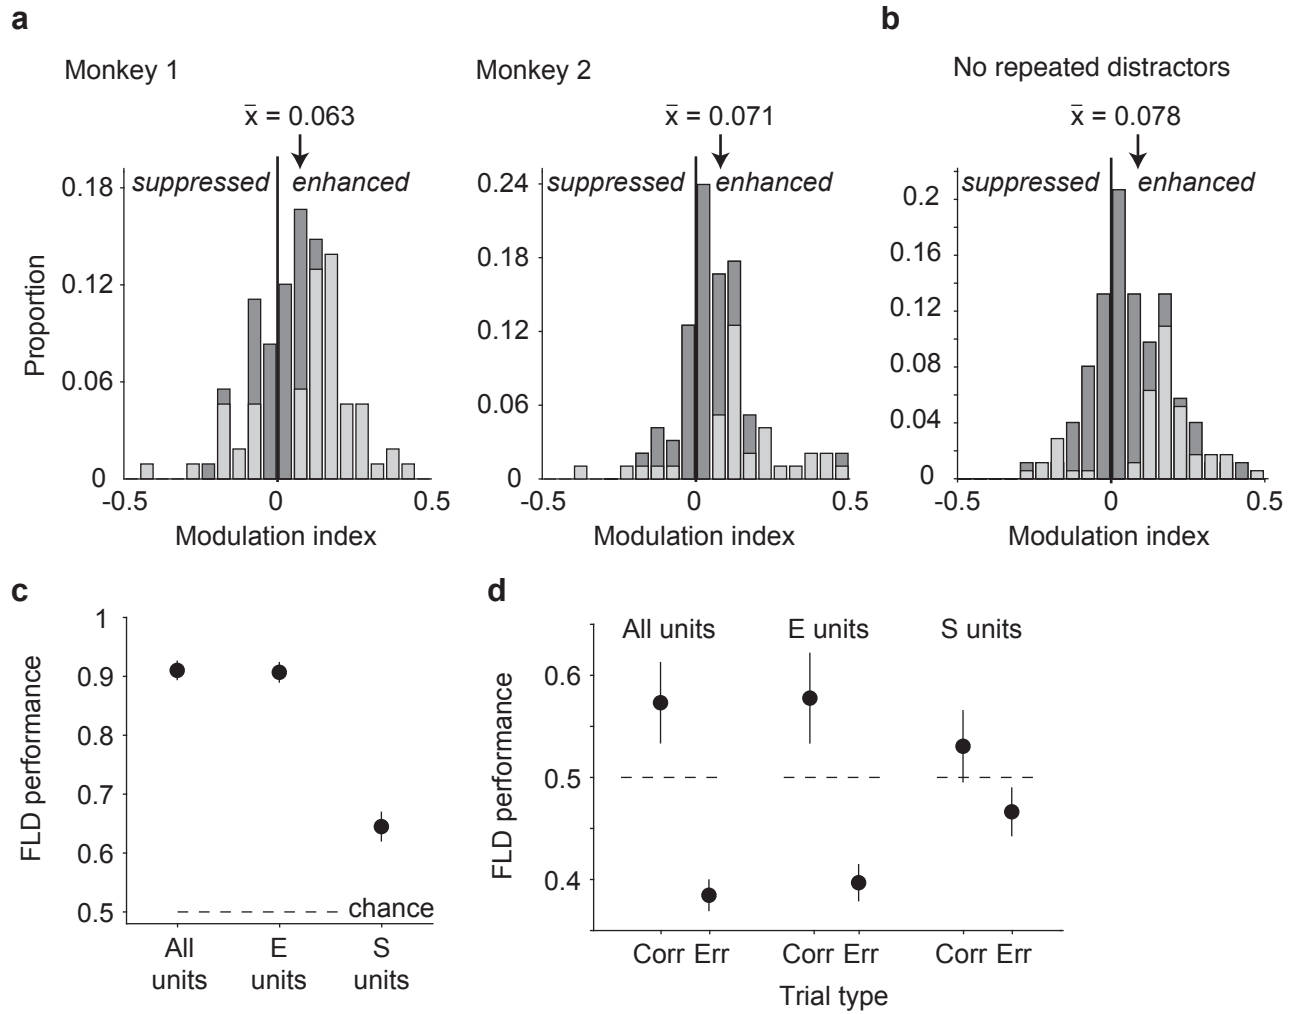 a
b
Monkey 1
Monkey 2
No repeated distractors
x̄ = 0.063
x̄ = 0.071
x̄ = 0.078
suppressed enhanced
suppressed enhanced
suppressed enhanced
Proportion
0.18
0.12
0.06
0
-0.5 0 0.5
Modulation index
0.24
0.18
0.12
0.06
0
-0.5 0 0.5
Modulation index
0.2
0.16
0.12
0.08
0.04
0
-0.5 0 0.5
Modulation index
c
FLD performance
1
0.9
0.8
0.7
0.6
0.5
chance
All units
E units
S units
d
FLD performance
All units
E units
S units
0.6
0.5
0.4
Corr Err
Corr Err
Corr Err
Trial type